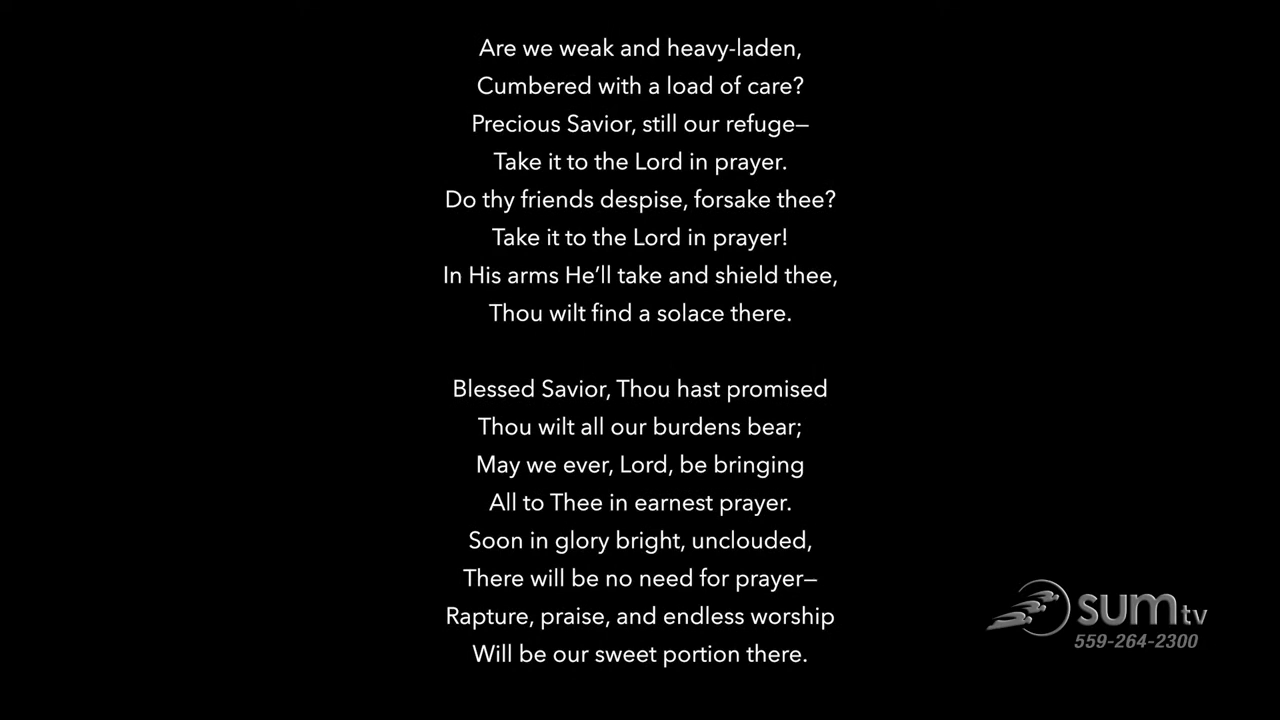 Are we weak and heavy-laden,
Cumbered with a load of care?
Precious Savior, still our refuge—
Take it to the Lord in prayer.
Do thy friends despise, forsake thee?
Take it to the Lord in prayer!
In His arms He’ll take and shield thee,
Thou wilt find a solace there.

Blessed Savior, Thou hast promised
Thou wilt all our burdens bear;
May we ever, Lord, be bringing
All to Thee in earnest prayer.
Soon in glory bright, unclouded,
There will be no need for prayer—
Rapture, praise, and endless worship
Will be our sweet portion there.
sumtv
559-264-2300